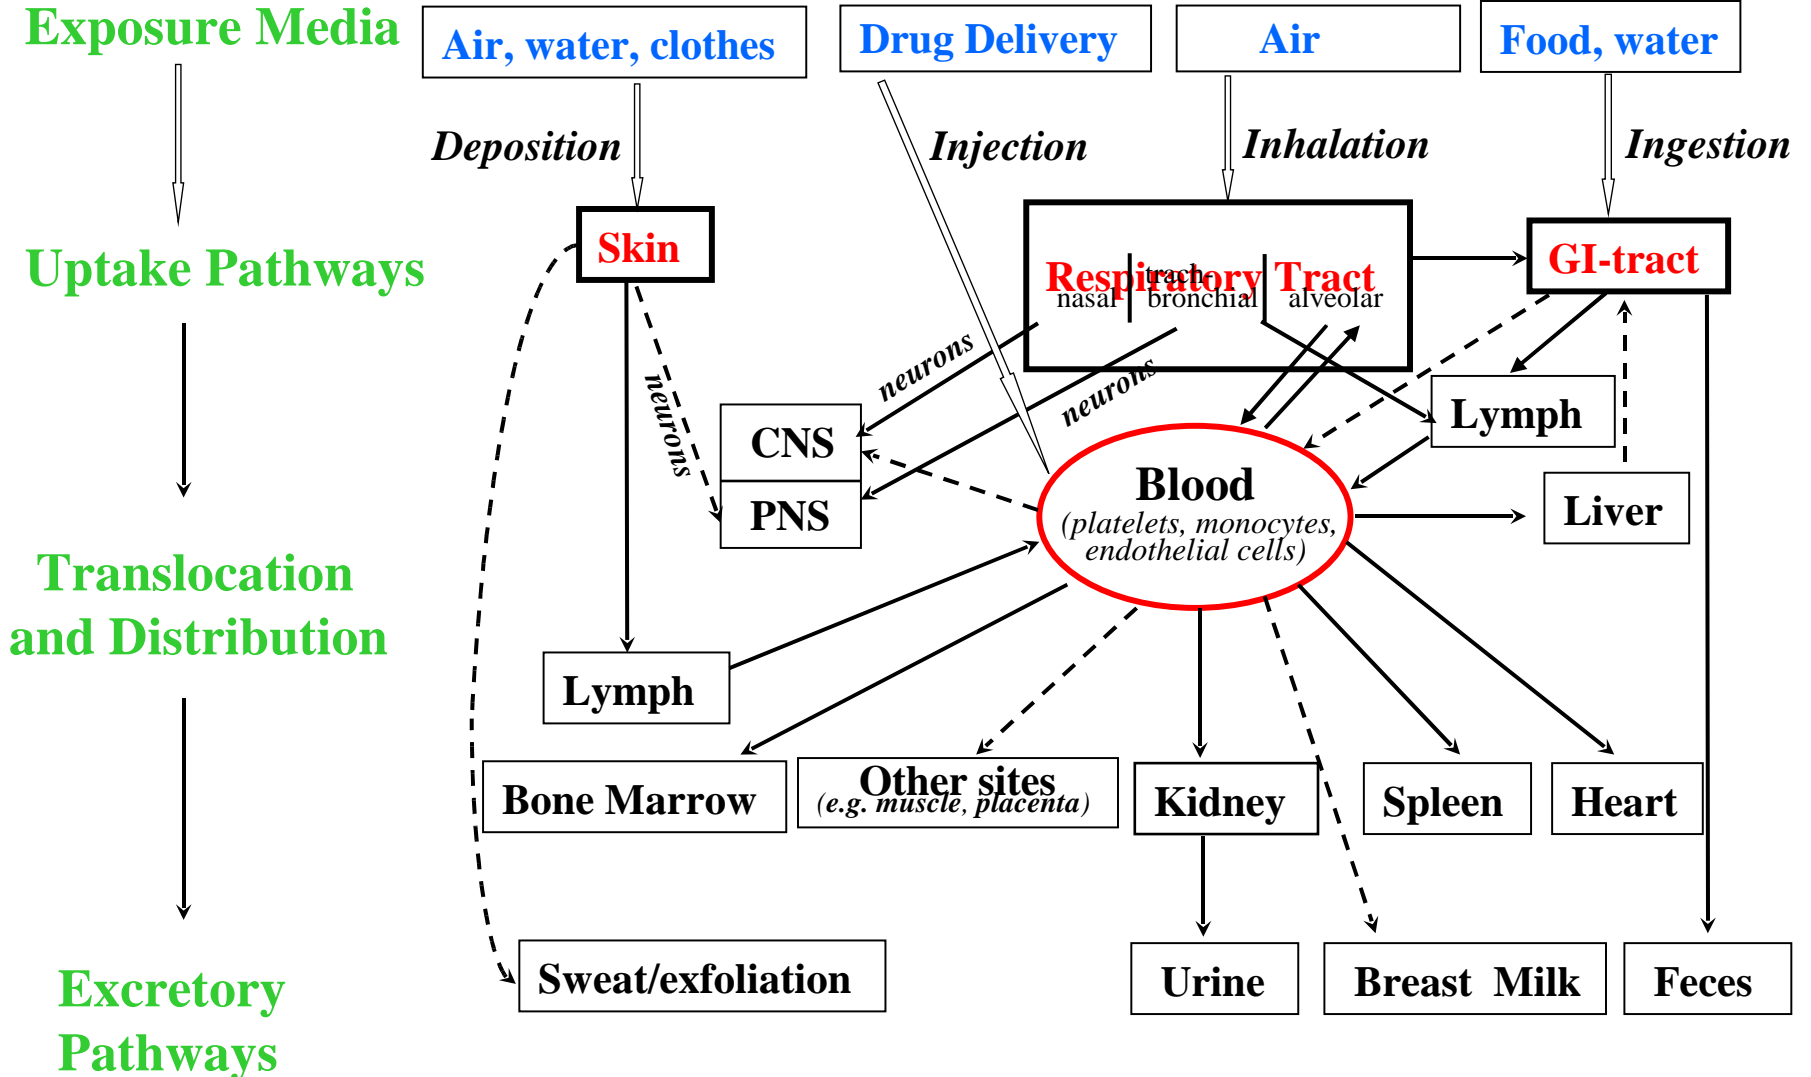 Exposure Media
Air, water, clothes
Drug Delivery
Air
Food, water
Deposition
Injection
Inhalation
Ingestion
Uptake Pathways
Skin
Respiratory Tract
nasal
trach-
bronchial
alveolar
GI-tract
neurons
neurons
neurons
CNS
PNS
Lymph
Blood
(platelets, monocytes,
endothelial cells)
Liver
Translocation
and Distribution
Lymph
Bone Marrow
Other sites
(e.g. muscle, placenta)
Kidney
Spleen
Heart
Excretory
Pathways
Sweat/exfoliation
Urine
Breast Milk
Feces